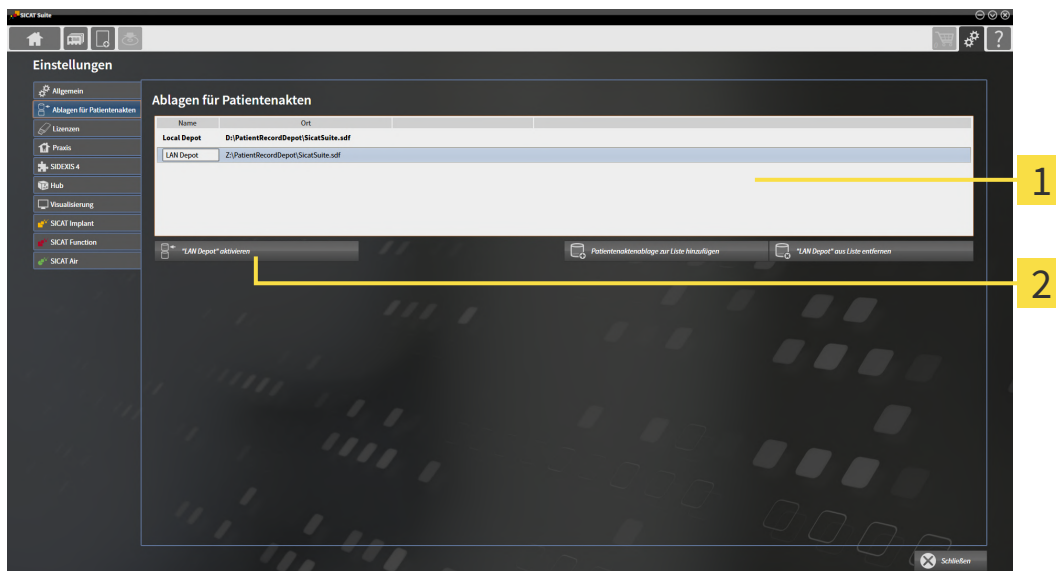 SICAT Suite
?
Einstellungen
Allgemein
Ablagen für Patientenakten
Lizenzen
Praxis
SIDEXIS 4
Hub
Visualisierung
SICAT Implant
SICAT Function
SICAT Air
Ablagen für Patientenakten
Name Ort
Local Depot D:\PatientRecordDepot\SicatSuite.sdf
LAN Depot Z:\PatientRecordDepot\SicatSuite.sdf
"LAN Depot" aktivieren
Patientenaktenablage zur Liste hinzufügen
"LAN Depot" aus Liste entfernen
1
2
Schließen